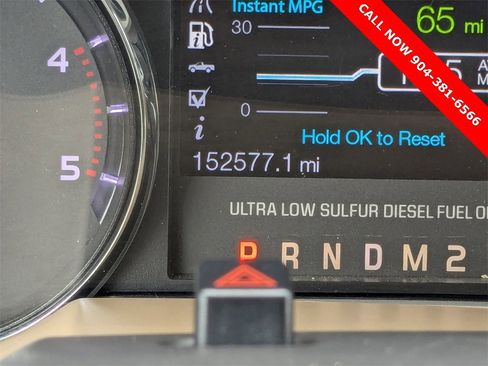 Instant MPG
30
0
65 mi
Hold OK to Reset
152577.1 mi
ULTRA LOW SULFUR DIESEL FUEL
P R N D M 2
4
5
CALL NOW 904-381-6566